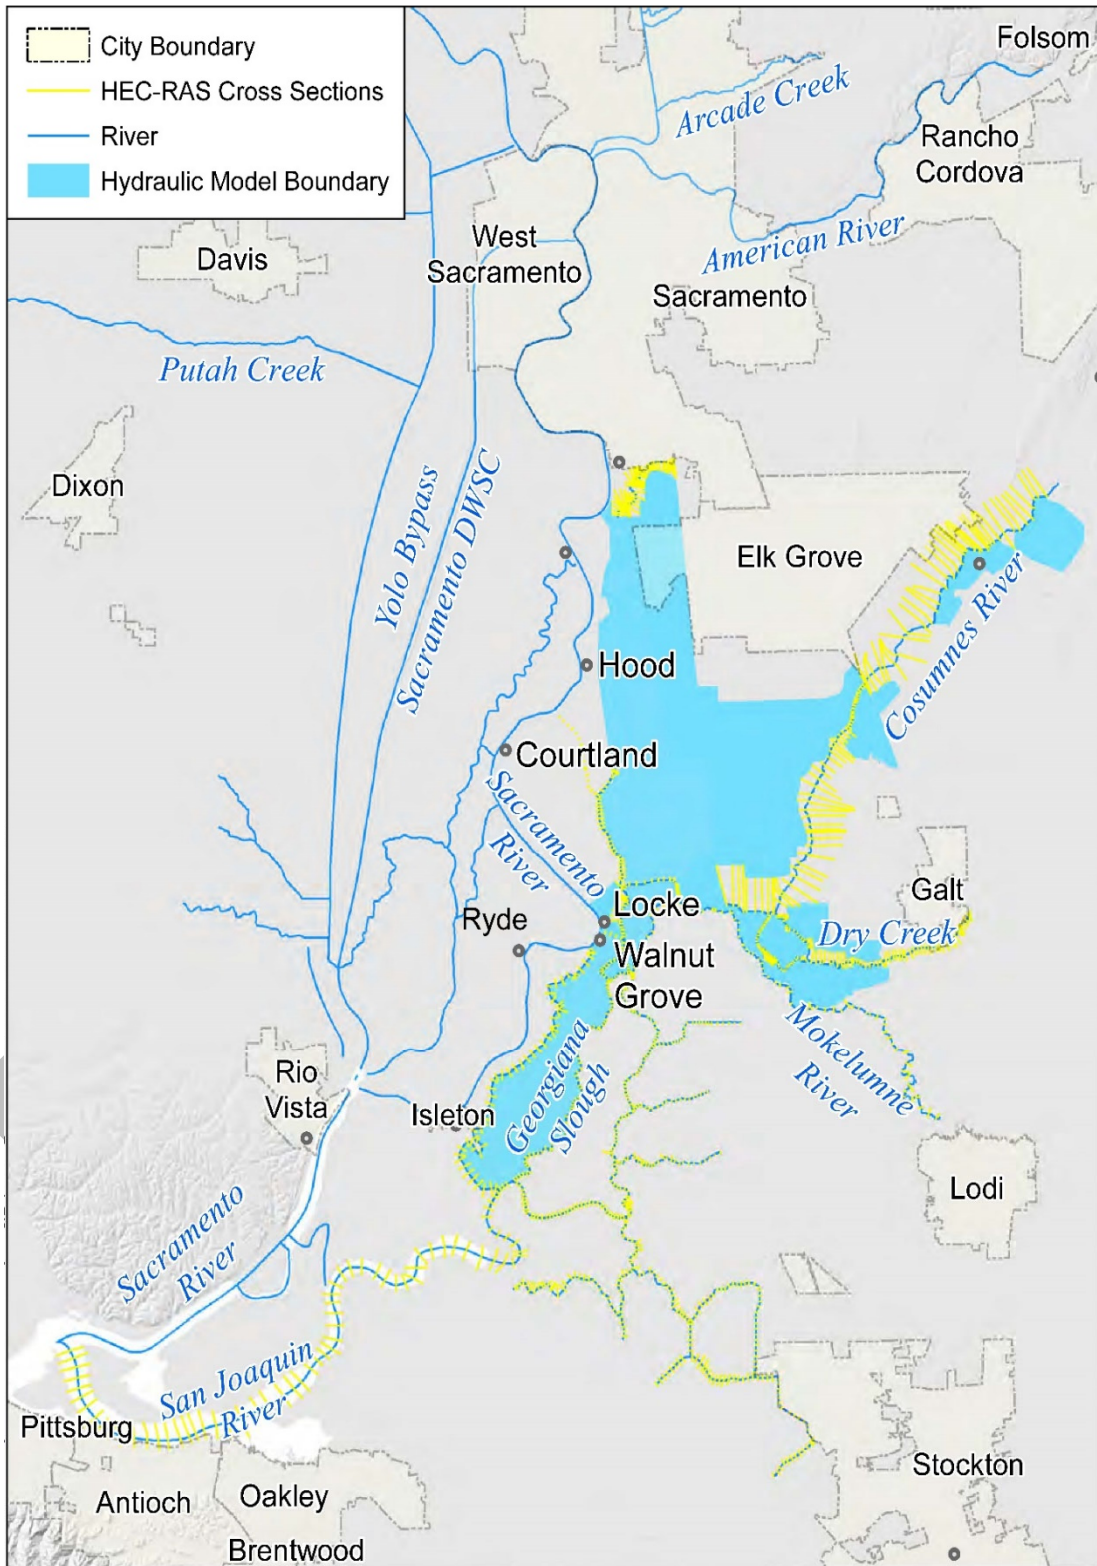 City Boundary
HEC-RAS Cross Sections
River
Hydraulic Model Boundary
Folsom
Arcade Creek
Rancho
Cordova
West
Sacramento
Davis
American River
Sacramento
Putah Creek
Dixon
Yolo Bypass
Sacramento DWSC
Elk Grove
Cosumnes River
Hood
Courtland
Sacramento
River
Locke
Galt
Ryde
Dry Creek
Walnut
Grove
Mokelumne
River
Georgiana
Slough
Rio
Vista
Isleton
Lodi
Sacramento
River
San Joaquin
River
Pittsburg
Stockton
Antioch
Oakley
Brentwood